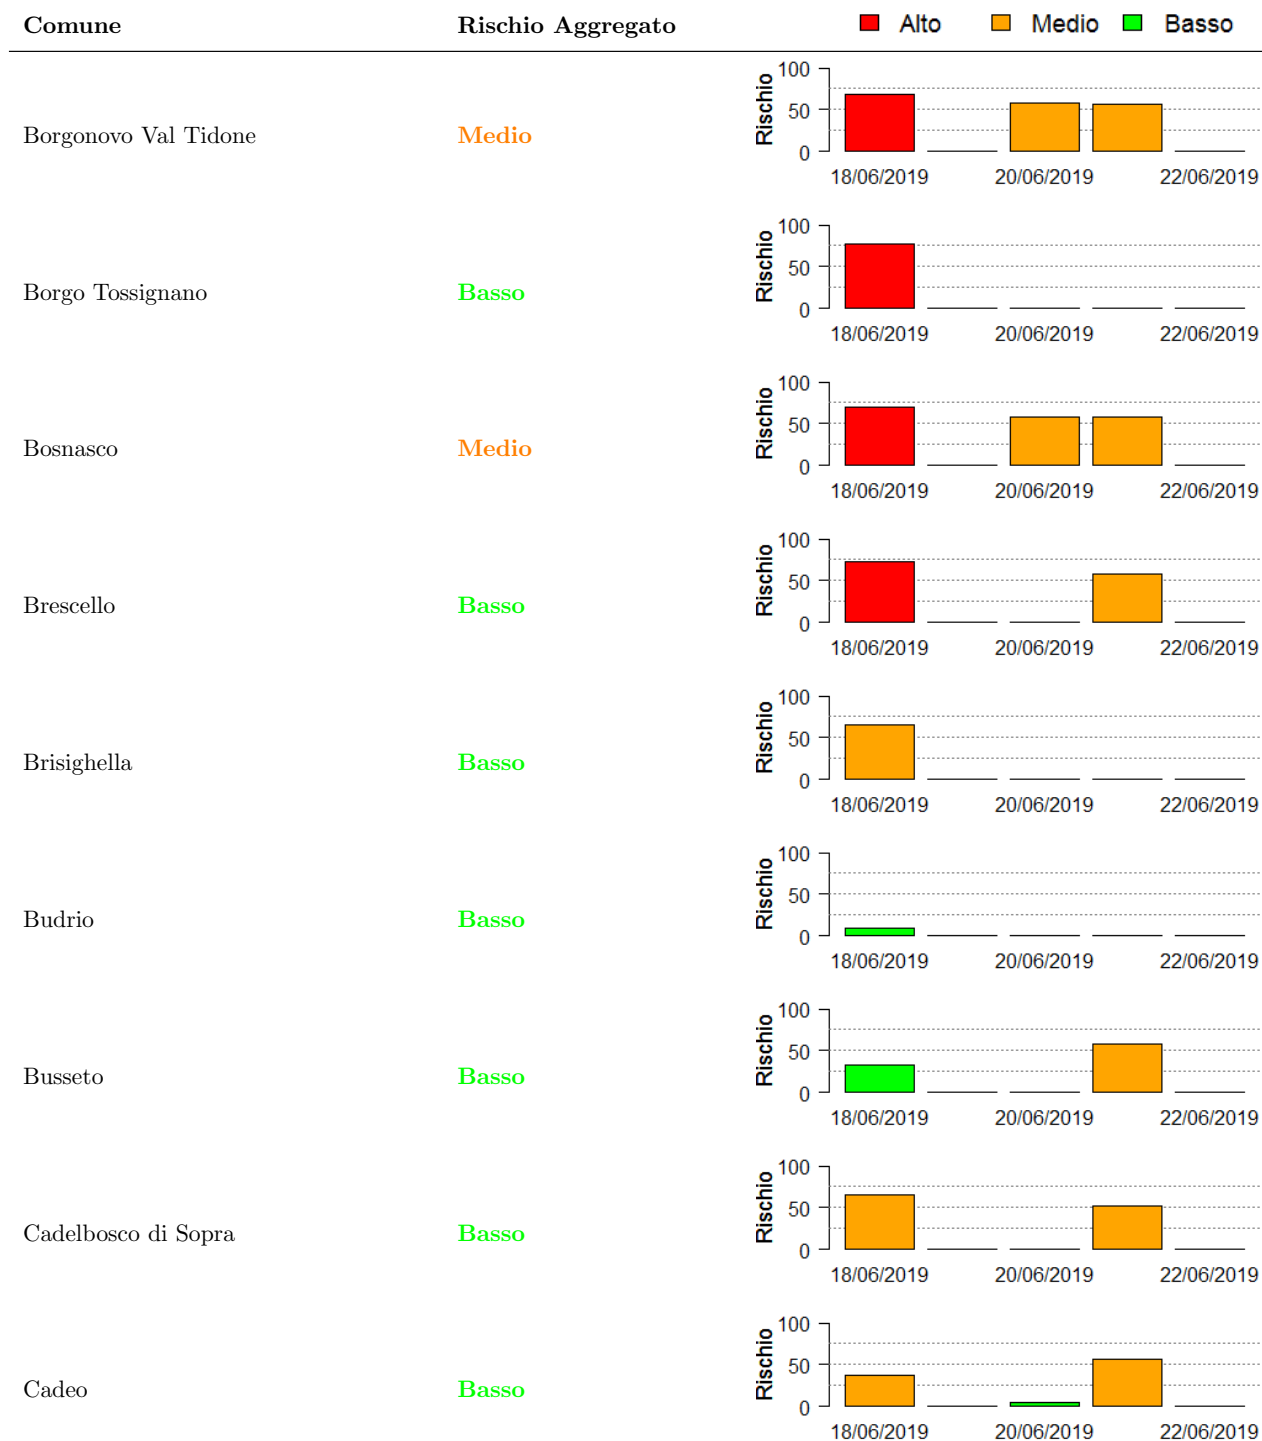 Comune Rischio Aggregato Alto Medio Basso
Borgonovo Val Tidone Medio
Rischio
100
50
0
18/06/2019 20/06/2019 22/06/2019
Borgo Tossignano Basso
Rischio
100
50
0
18/06/2019 20/06/2019 22/06/2019
Bosnasco Medio
Rischio
100
50
0
18/06/2019 20/06/2019 22/06/2019
Brescello Basso
Rischio
100
50
0
18/06/2019 20/06/2019 22/06/2019
Brisighella Basso
Rischio
100
50
0
18/06/2019 20/06/2019 22/06/2019
Budrio Basso
Rischio
100
50
0
18/06/2019 20/06/2019 22/06/2019
Busseto Basso
Rischio
100
50
0
18/06/2019 20/06/2019 22/06/2019
Cadelbosco di Sopra Basso
Rischio
100
50
0
18/06/2019 20/06/2019 22/06/2019
Cadeo Basso
Rischio
100
50
0
18/06/2019 20/06/2019 22/06/2019